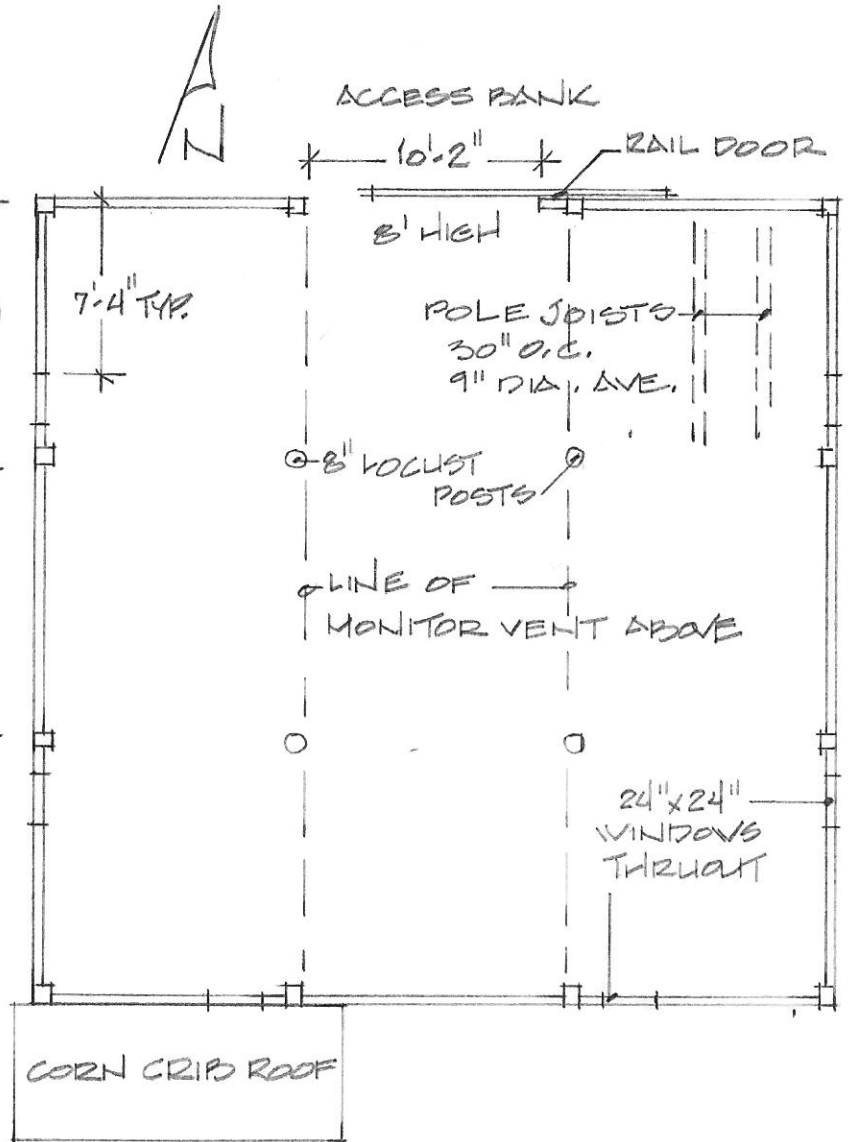 N
ACCESS BANK
10'-2"
RAIL DOOR
8' HIGH
7'-4" TYP.
POLE JOISTS
30" O.C.
9" DIA. AVE.
8" LOCUST
POSTS
LINE OF
MONITOR VENT ABOVE
24"x24"
WINDOWS
THRUOUT
CORN CRIB ROOF